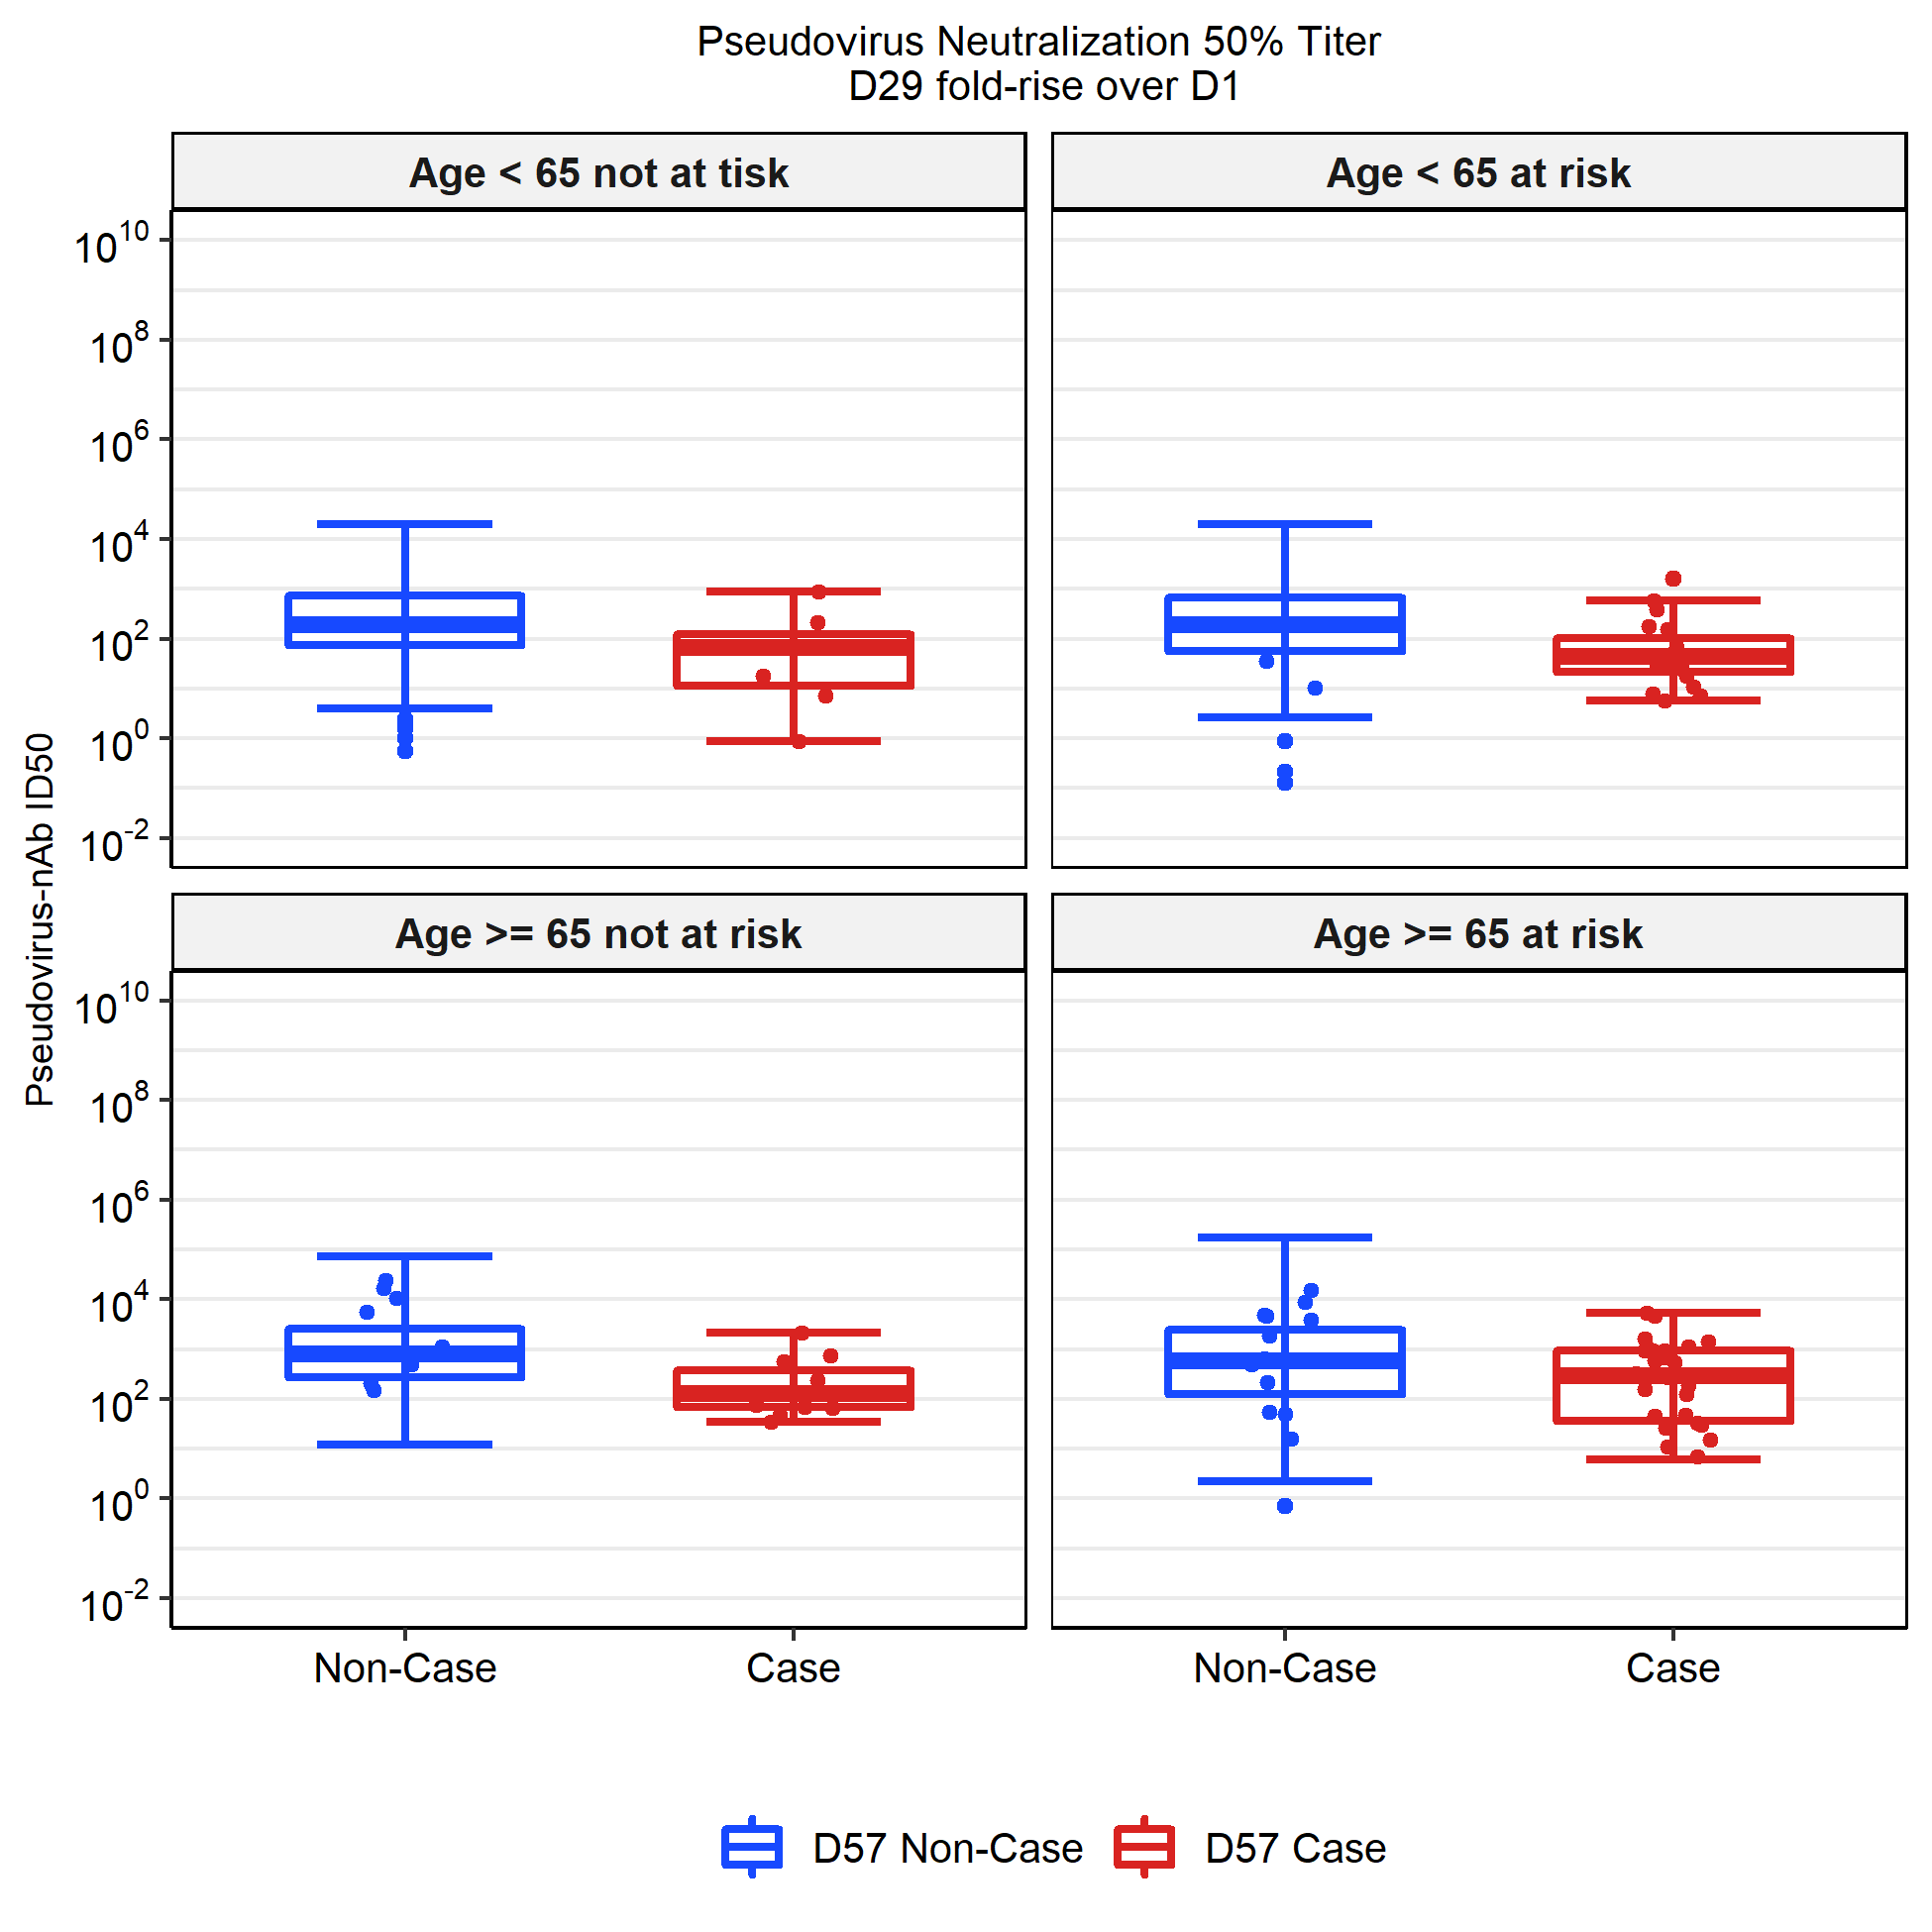 Pseudovirus Neutralization 50% Titer
D29 fold-rise over D1
Age < 65 not at tisk
Age < 65 at risk
10^10
10^8
10^6
10^4
10^2
10^0
10^-2
Pseudovirus-nAb ID50
Age >= 65 not at risk
Age >= 65 at risk
10^10
10^8
10^6
10^4
10^2
10^0
10^-2
Non-Case
Case
Non-Case
Case
D57 Non-Case
D57 Case